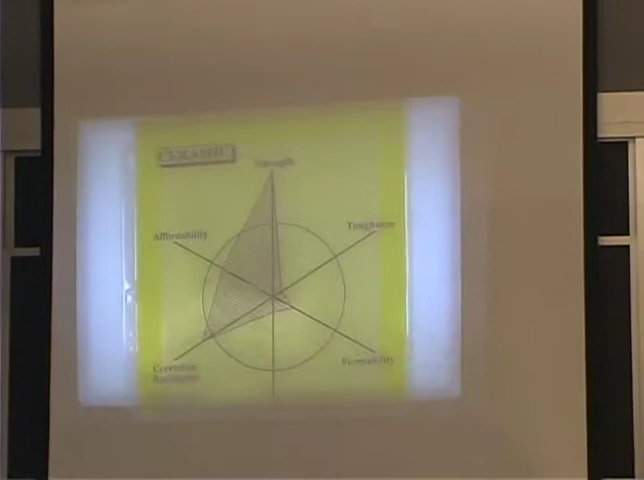 CERAMIC
Strength
Affordability
Toughness
Corrosion
Resistance
Formability